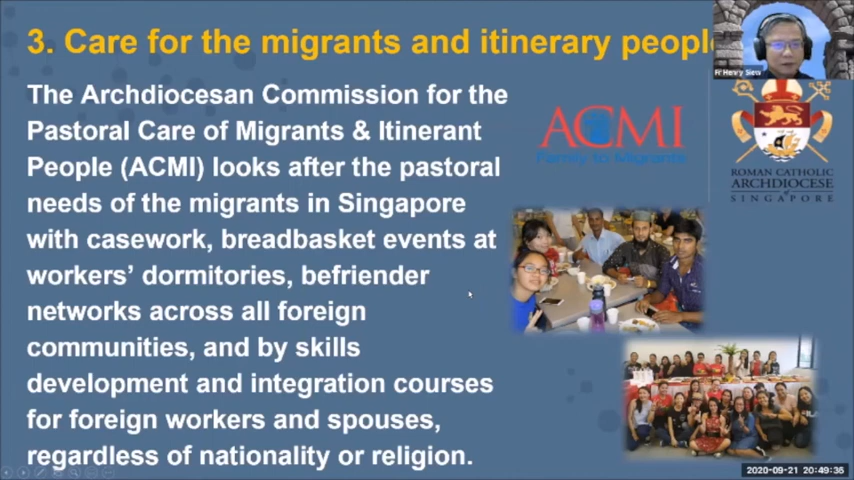 3. Care for the migrants and itinerary people
Fr Henry Siew
The Archdiocesan Commission for the
Pastoral Care of Migrants & Itinerant
People (ACMI) looks after the pastoral
needs of the migrants in Singapore
with casework, breadbasket events at
workers’ dormitories, befriender
networks across all foreign
communities, and by skills
development and integration courses
for foreign workers and spouses,
regardless of nationality or religion.
ACMI
Family to Migrants
ROMAN CATHOLIC
ARCHDIOCESE
of
SINGAPORE
2020-09-21 20:49:36